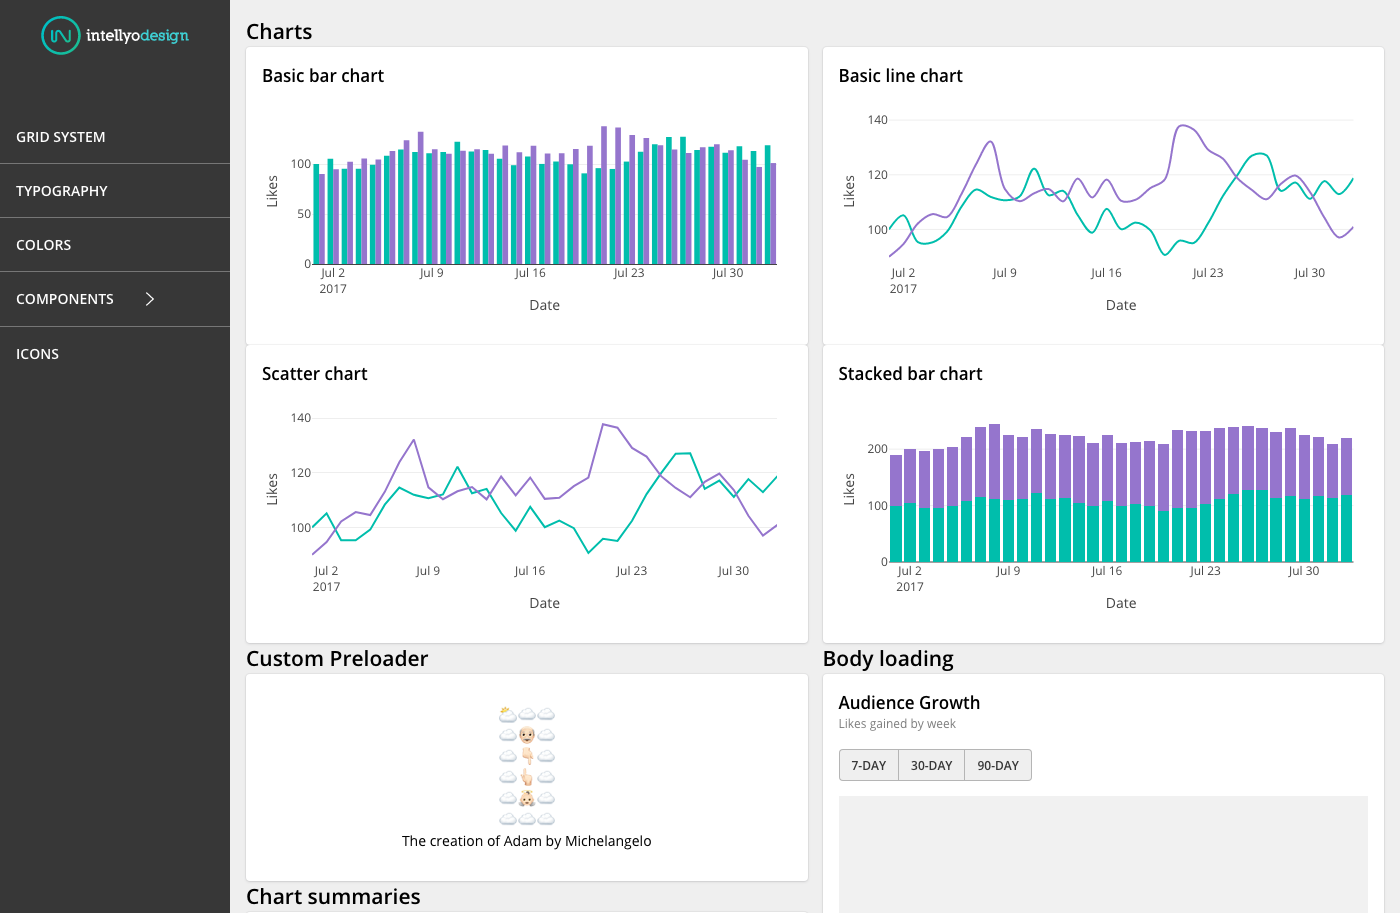 intellyodesign
GRID SYSTEM
TYPOGRAPHY
COLORS
COMPONENTS
ICONS
Charts
Basic bar chart
100
50
0
Likes
Jul 2
2017
Jul 9
Jul 16
Jul 23
Jul 30
Date
Basic line chart
140
120
100
Likes
Jul 2
2017
Jul 9
Jul 16
Jul 23
Jul 30
Date
Scatter chart
140
120
100
Likes
Jul 2
2017
Jul 9
Jul 16
Jul 23
Jul 30
Date
Stacked bar chart
200
100
0
Likes
Jul 2
2017
Jul 9
Jul 16
Jul 23
Jul 30
Date
Custom Preloader
The creation of Adam by Michelangelo
Chart summaries
Body loading
Audience Growth
Likes gained by week
7-DAY 30-DAY 90-DAY